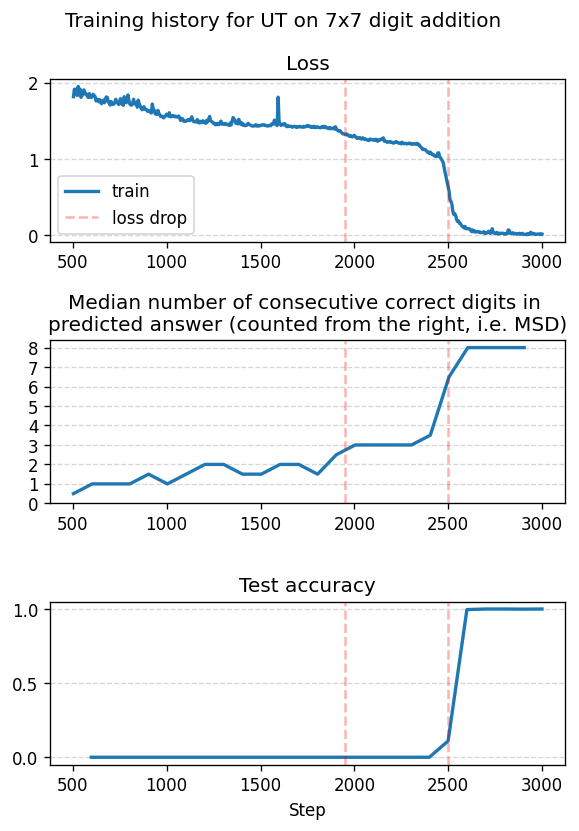 Training history for UT on 7x7 digit addition
Loss
2
1
0
train
loss drop
500 1000 1500 2000 2500 3000
Median number of consecutive correct digits in
predicted answer (counted from the right, i.e. MSD)
8
7
6
5
4
3
2
1
0
500 1000 1500 2000 2500 3000
Test accuracy
1.0
0.5
0.0
500 1000 1500 2000 2500 3000
Step